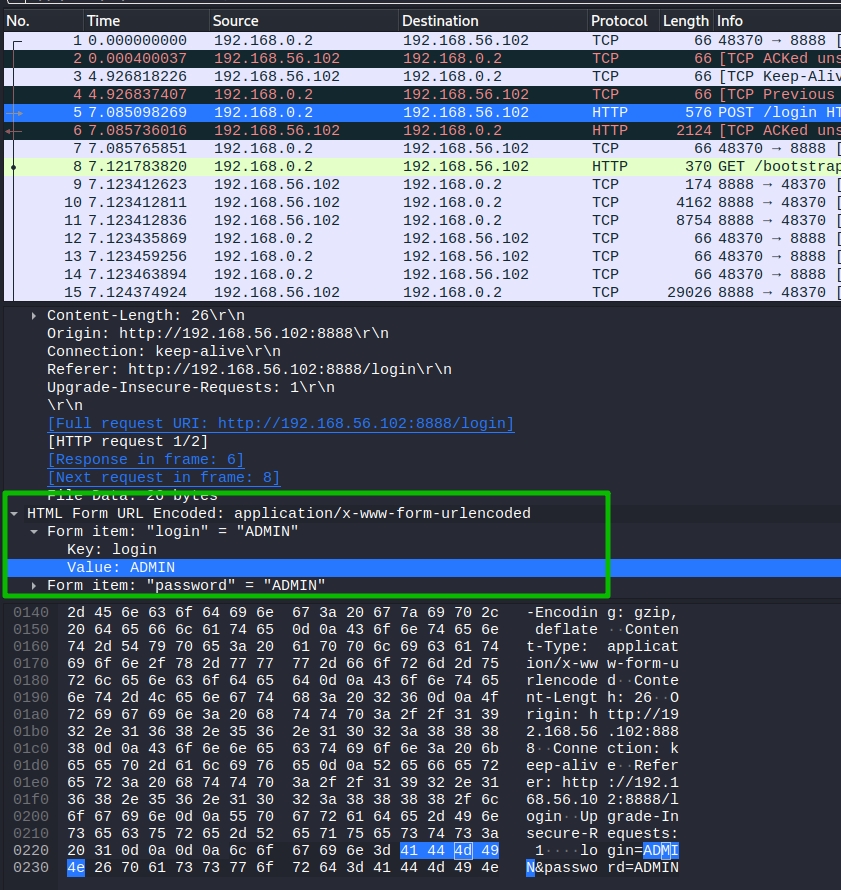 No. Time Source Destination Protocol Length Info
1 0.000000000 192.168.0.2 192.168.56.102 TCP 66 48370 → 8888 [
2 0.000400037 192.168.56.102 192.168.0.2 TCP 66 [TCP ACKed uns
3 4.926818226 192.168.0.2 192.168.56.102 TCP 66 [TCP Keep-Aliv
4 4.926837407 192.168.56.102 192.168.0.2 TCP 66 [TCP Previous
5 7.085098269 192.168.0.2 192.168.56.102 HTTP 576 POST /login HT
6 7.085736016 192.168.56.102 192.168.0.2 HTTP 2124 [TCP ACKed uns
7 7.085765851 192.168.0.2 192.168.56.102 TCP 66 48370 → 8888 [
8 7.121783820 192.168.0.2 192.168.56.102 HTTP 370 GET /bootstrap
9 7.123412623 192.168.56.102 192.168.0.2 TCP 174 8888 → 48370 [
10 7.123412811 192.168.56.102 192.168.0.2 TCP 4162 8888 → 48370 [
11 7.123412836 192.168.56.102 192.168.0.2 TCP 8754 8888 → 48370 [
12 7.123435869 192.168.0.2 192.168.56.102 TCP 66 48370 → 8888 [
13 7.123459256 192.168.0.2 192.168.56.102 TCP 66 48370 → 8888 [
14 7.123463894 192.168.0.2 192.168.56.102 TCP 66 48370 → 8888 [
15 7.124374924 192.168.56.102 192.168.0.2 TCP 29026 8888 → 48370 [
Content-Length: 26\r\n
Origin: http://192.168.56.102:8888\r\n
Connection: keep-alive\r\n
Referer: http://192.168.56.102:8888/login\r\n
Upgrade-Insecure-Requests: 1\r\n
\r\n
[Full request URI: http://192.168.56.102:8888/login]
[HTTP request 1/2]
[Response in frame: 6]
[Next request in frame: 8]
File Data: 26 bytes
HTML Form URL Encoded: application/x-www-form-urlencoded
Form item: "login" = "ADMIN"
Key: login
Value: ADMIN
Form item: "password" = "ADMIN"
0140 2d 45 6e 63 6f 64 69 6e 67 3a 20 67 7a 69 70 2c -Encodin g: gzip,
0150 20 64 65 66 6c 61 74 65 0d 0a 43 6f 6e 74 65 6e deflate ··Conten
0160 74 2d 54 79 70 65 3a 20 61 70 70 6c 69 63 61 74 t-Type: applicat
0170 69 6f 6e 2f 78 2d 77 77 77 2d 66 6f 72 6d 2d 75 ion/x-ww w-form-u
0180 72 6c 65 6e 63 6f 64 65 64 0d 0a 43 6f 6e 74 65 rlencode d··Conte
0190 6e 74 2d 4c 65 6e 67 74 68 3a 20 32 36 0d 0a 4f nt-Lengt h: 26··O
01a0 72 69 67 69 6e 3a 20 68 74 74 70 3a 2f 2f 31 39 rigin: h ttp://19
01b0 32 2e 31 36 38 2e 35 36 2e 31 30 32 3a 38 38 38 2.168.56 .102:888
01c0 38 0d 0a 43 6f 6e 6e 65 63 74 69 6f 6e 3a 20 6b 8··Conne ction: k
01d0 65 65 70 2d 61 6c 69 76 65 0d 0a 52 65 66 65 72 eep-aliv e··Refer
01e0 65 72 3a 20 68 74 74 70 3a 2f 2f 31 39 32 2e 31 er: http ://192.1
01f0 36 38 2e 35 36 2e 31 30 32 3a 38 38 38 38 2f 6c 68.56.10 2:8888/l
0200 6f 67 69 6e 0d 0a 55 70 67 72 61 64 65 2d 49 6e ogin··Up grade-In
0210 73 65 63 75 72 65 2d 52 65 71 75 65 73 74 73 3a secure-R equests:
0220 20 31 0d 0a 0d 0a 6c 6f 67 69 6e 3d 41 44 4d 49 1····lo gin=ADMI
0230 4e 26 70 61 73 73 77 6f 72 64 3d 41 44 4d 49 4e N&passwo rd=ADMIN